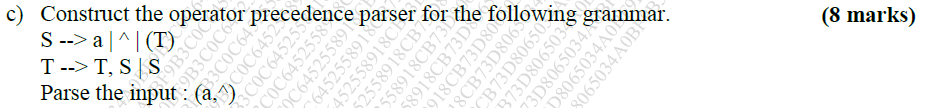 c) Construct the operator precedence parser for the following grammar. (8 marks)
S --> a | ^ | (T)
T --> T, S | S
Parse the input : (a,^)